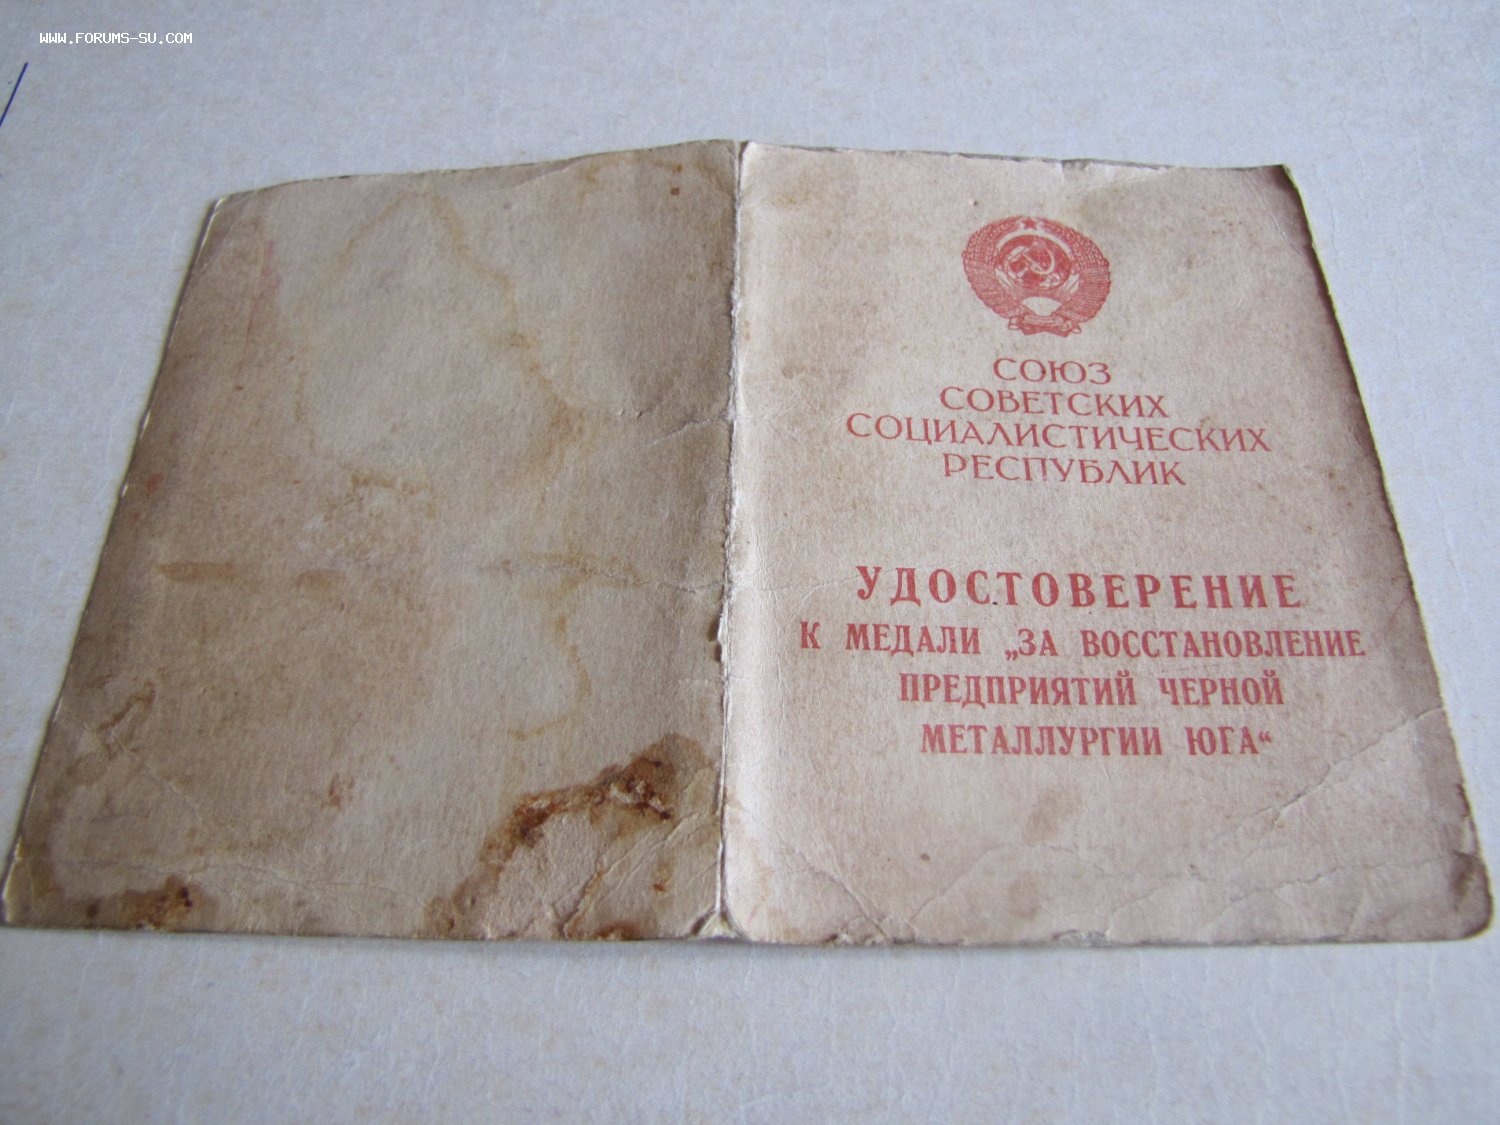 WWW.FORUMS-SU.COM
СОЮЗ
СОВЕТСКИХ
СОЦИАЛИСТИЧЕСКИХ
РЕСПУБЛИК
УДОСТОВЕРЕНИЕ
К МЕДАЛИ „ЗА ВОССТАНОВЛЕНИЕ
ПРЕДПРИЯТИЙ ЧЕРНОЙ
МЕТАЛЛУРГИИ ЮГА“